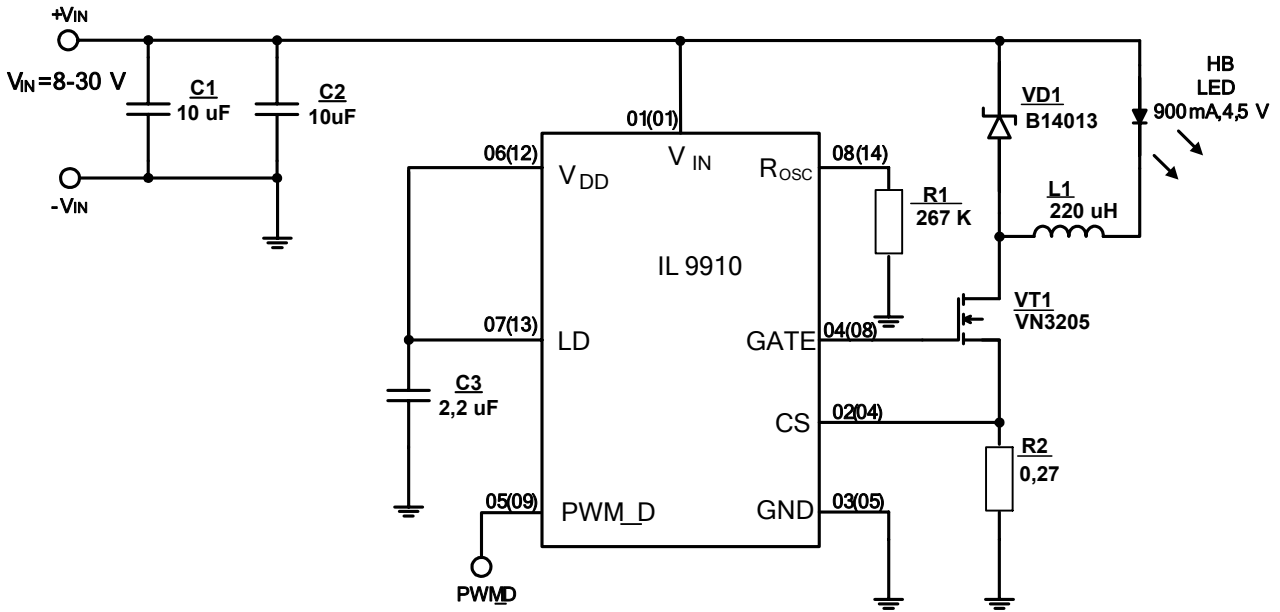 +VIN
VIN=8-30 V
-VIN
C1
10 uF
C2
10uF
01(01)
06(12)
VDD
VIN
ROSC
08(14)
R1
267 K
VD1
B14013
HB
LED
900mA,4,5 V
L1
220 uH
IL 9910
VT1
VN3205
07(13)
LD
GATE
04(08)
C3
2,2 uF
CS
02(04)
R2
0,27
05(09)
PWM_D
GND
03(05)
PWM_D